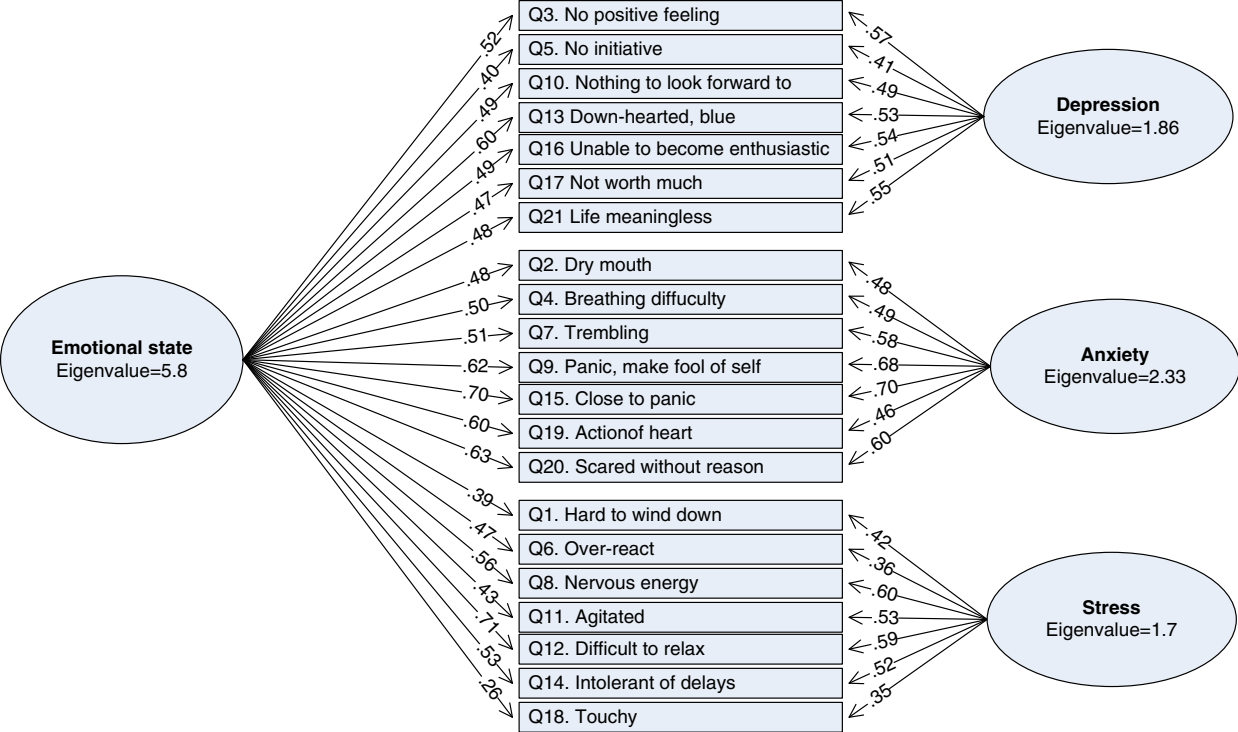 Q3. No positive feeling
Q5. No initiative
Q10. Nothing to look forward to
Q13 Down-hearted, blue
Q16 Unable to become enthusiastic
Q17 Not worth much
Q21 Life meaningless
.52
.40
.49
.60
.49
.47
.48
.57
.41
.49
.53
.54
.51
.55
Depression
Eigenvalue=1.86
Q2. Dry mouth
Q4. Breathing diffuculty
Q7. Trembling
Q9. Panic, make fool of self
Q15. Close to panic
Q19. Actionof heart
Q20. Scared without reason
.48
.50
.51
.62
.70
.60
.63
.48
.49
.58
.68
.70
.46
.60
Emotional state
Eigenvalue=5.8
Anxiety
Eigenvalue=2.33
Q1. Hard to wind down
Q6. Over-react
Q8. Nervous energy
Q11. Agitated
Q12. Difficult to relax
Q14. Intolerant of delays
Q18. Touchy
.39
.47
.56
.43
.71
.53
.26
.42
.36
.60
.53
.59
.52
.35
Stress
Eigenvalue=1.7